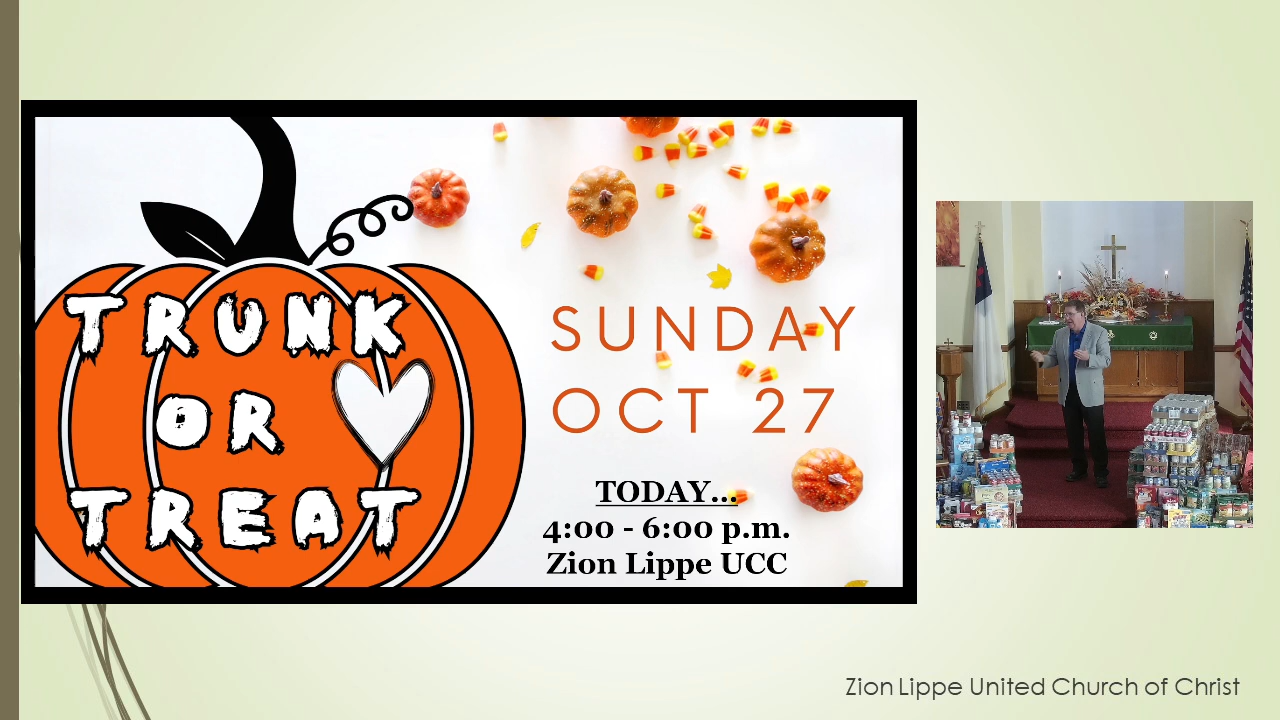 TRUNK
OR
TREAT
SUNDAY
OCT 27
TODAY...
4:00 - 6:00 p.m.
Zion Lippe UCC
Zion Lippe United Church of Christ